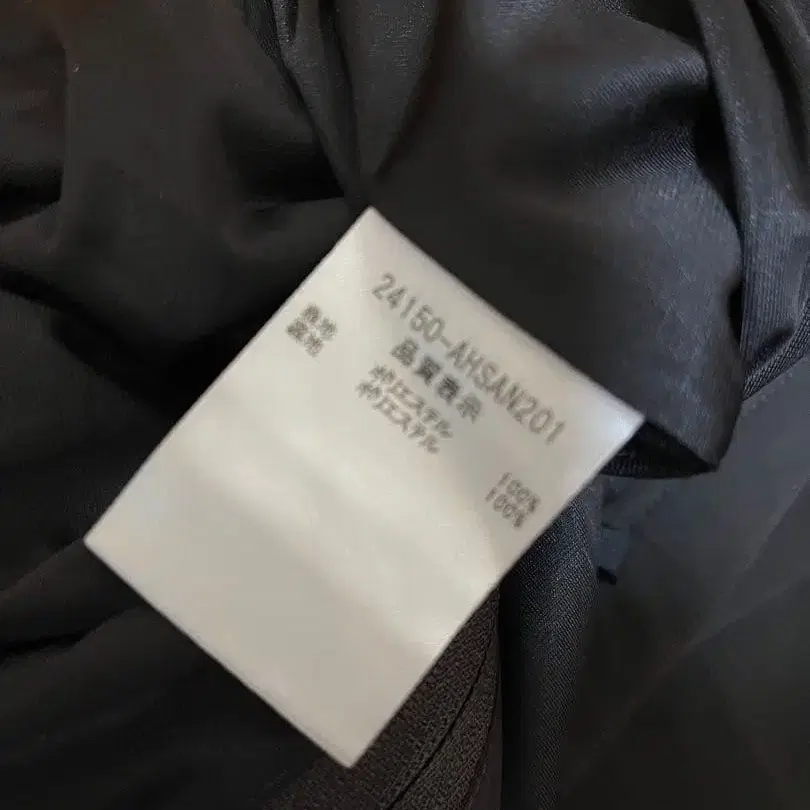 24150-AHSAN201
品質表示
表地 ポリエステル 100%
裏地 ポリエステル 100%